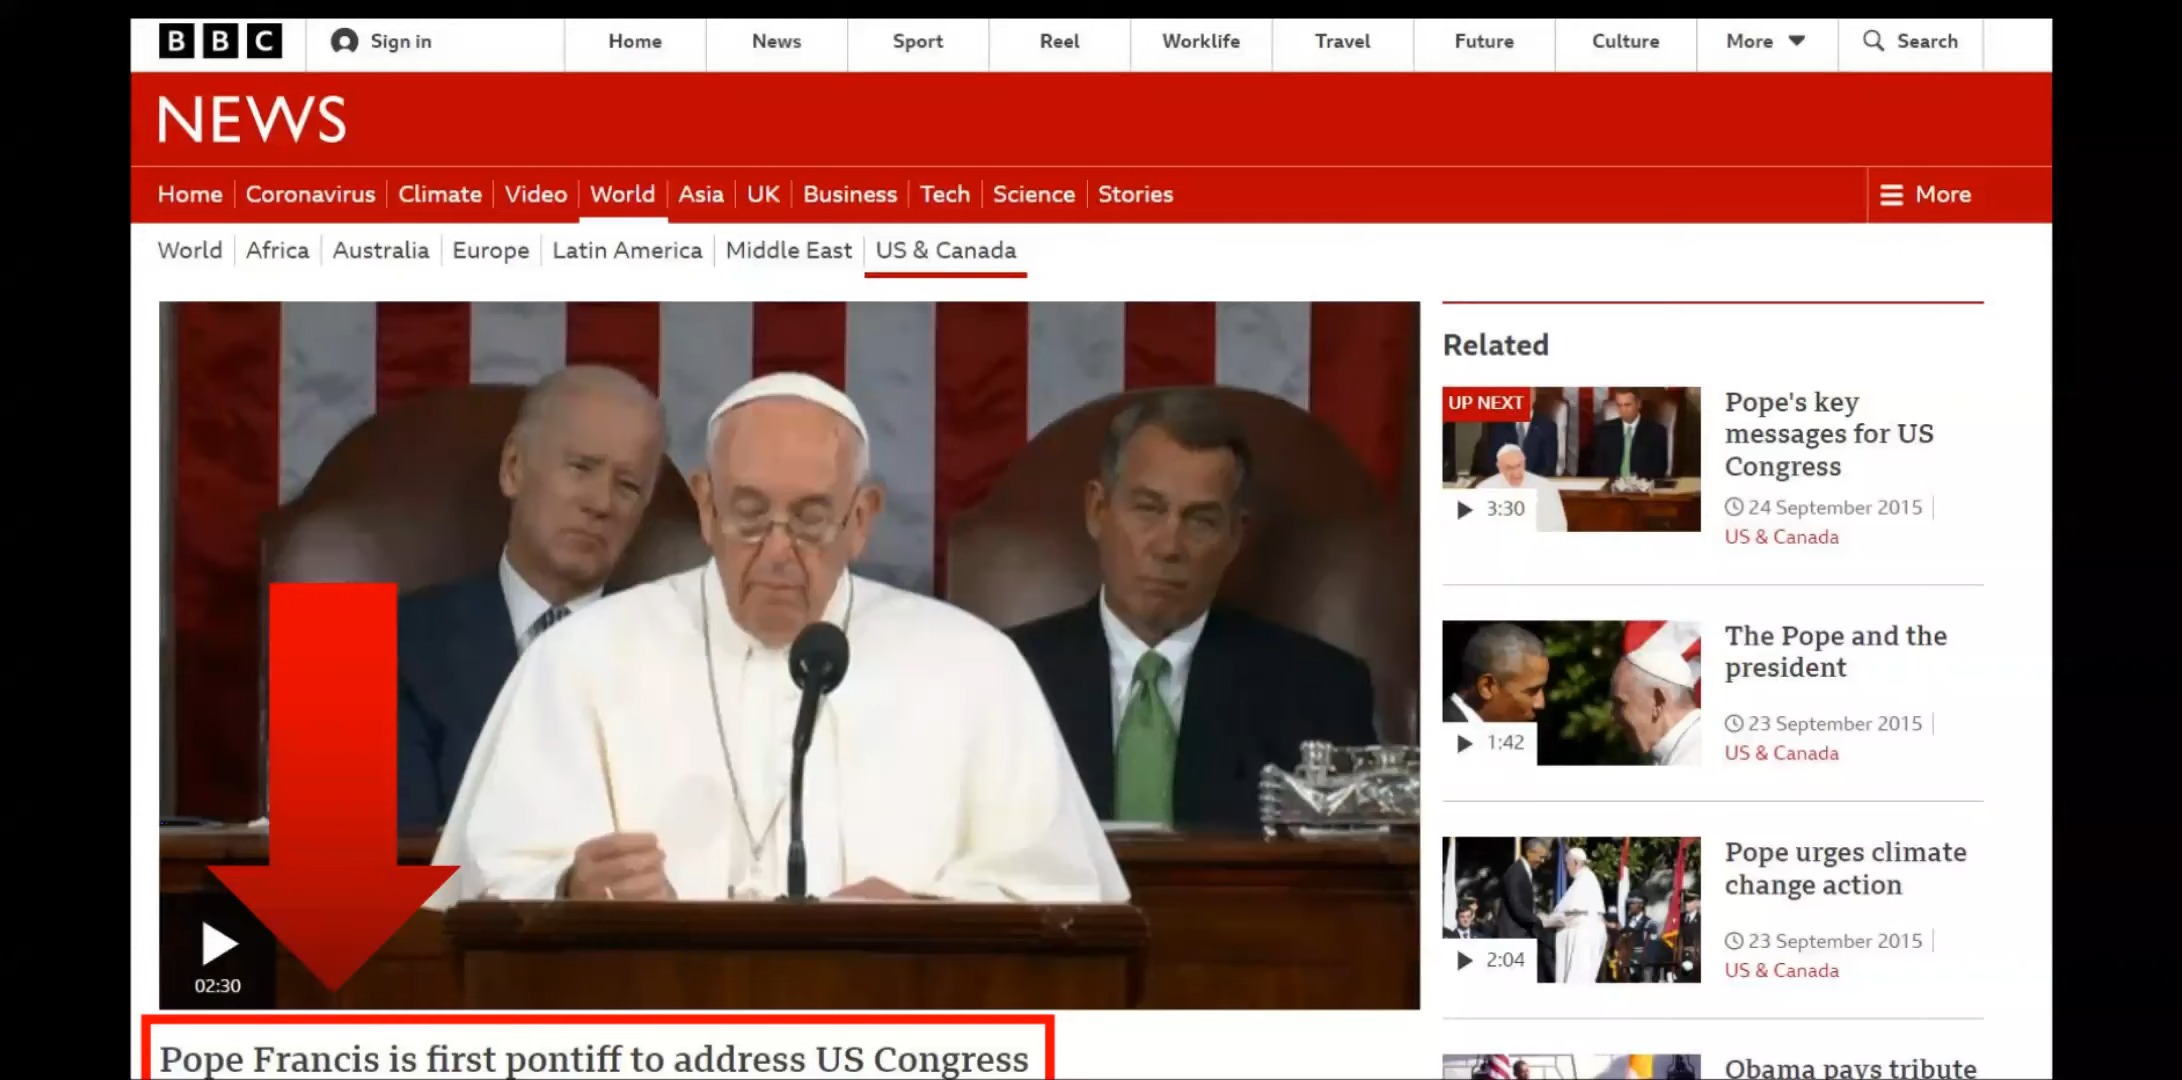 BBC
Sign in
Home
News
Sport
Reel
Worklife
Travel
Future
Culture
More
Search
NEWS
Home
Coronavirus
Climate
Video
World
Asia
UK
Business
Tech
Science
Stories
More
World
Africa
Australia
Europe
Latin America
Middle East
US & Canada
02:30
Pope Francis is first pontiff to address US Congress
Related
UP NEXT
3:30
Pope's key
messages for US
Congress
24 September 2015
US & Canada
1:42
The Pope and the
president
23 September 2015
US & Canada
2:04
Pope urges climate
change action
23 September 2015
US & Canada
Obama pays tribute